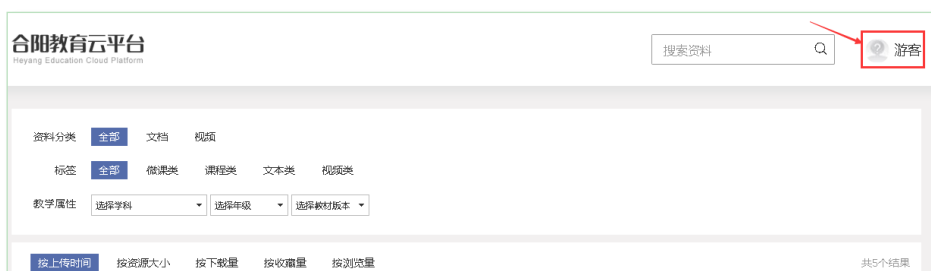 合阳教育云平台
Heyang Education Cloud Platform
搜索资料
游客
资料分类 全部 文档 视频
标签 全部 微课类 课程类 文本类 视频类
教学属性 选择学科 选择年级 选择教材版本
按上传时间 按资源大小 按下载量 按收藏量 按浏览量 共5个结果